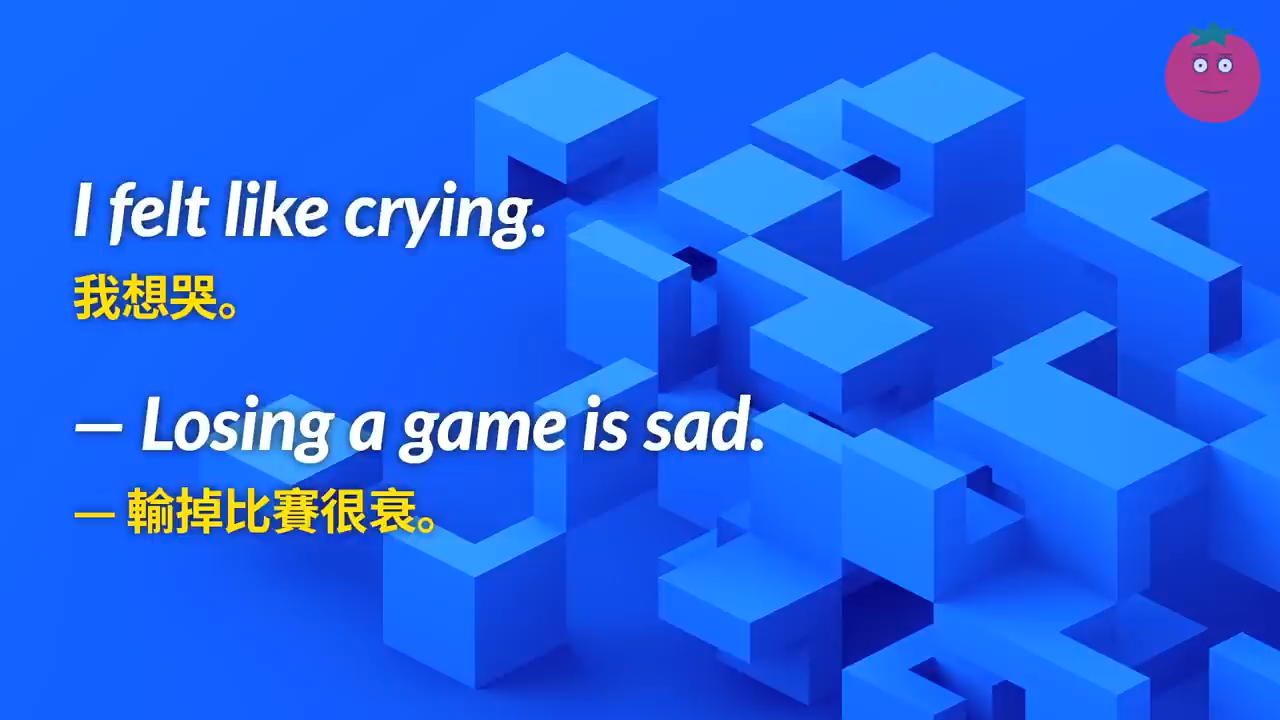 I felt like crying.
我想哭。
— Losing a game is sad.
— 輸掉比賽很衰。